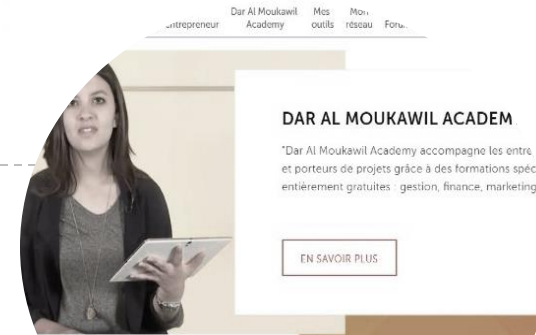 Dar Al Moukawil Mes
Academy outils réseau
DAR AL MOUKAWIL ACADEM
"Dar Al Moukawil Academy accompagne les entre
et porteurs de projets grâce à des formations spéc
entièrement gratuites : gestion, finance, marketing
EN SAVOIR PLUS